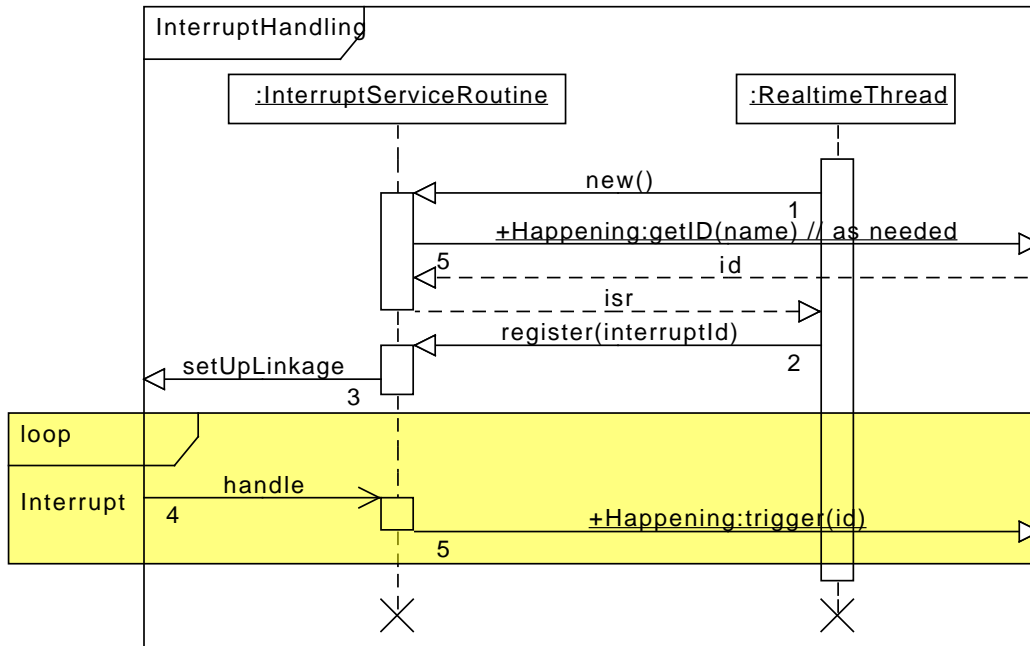 InterruptHandling
:InterruptServiceRoutine
:RealtimeThread
new()
1
+Happening:getID(name) // as needed
5
id
isr
register(interruptId)
2
setUpLinkage
3
loop
Interrupt
handle
4
+Happening:trigger(id)
5